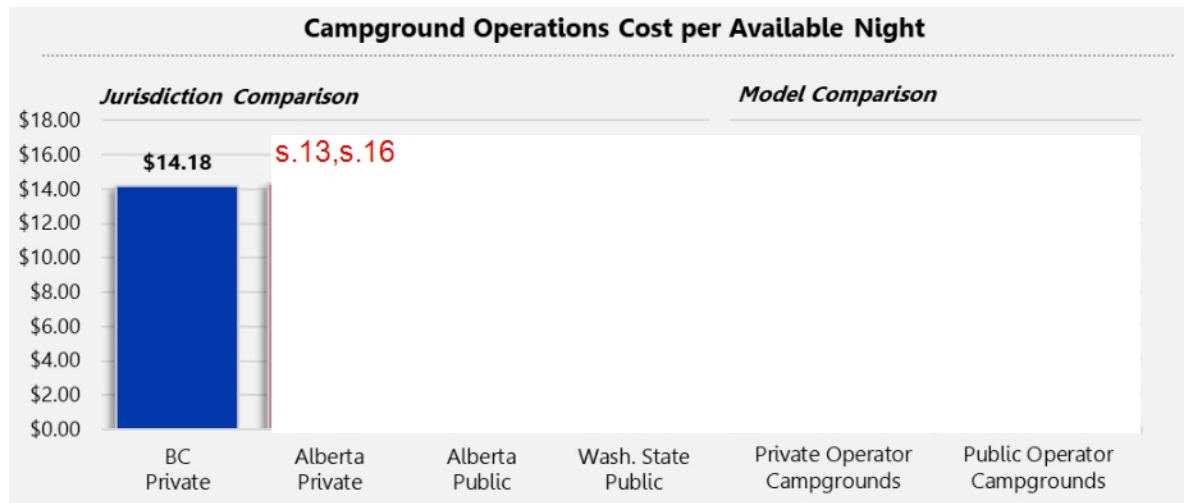 Campground Operations Cost per Available Night
Jurisdiction Comparison
Model Comparison
$18.00
$16.00
$14.00
$12.00
$10.00
$8.00
$6.00
$4.00
$2.00
$0.00
$14.18
s.13,s.16
BC
Private
Alberta
Private
Alberta
Public
Wash. State
Public
Private Operator
Campgrounds
Public Operator
Campgrounds